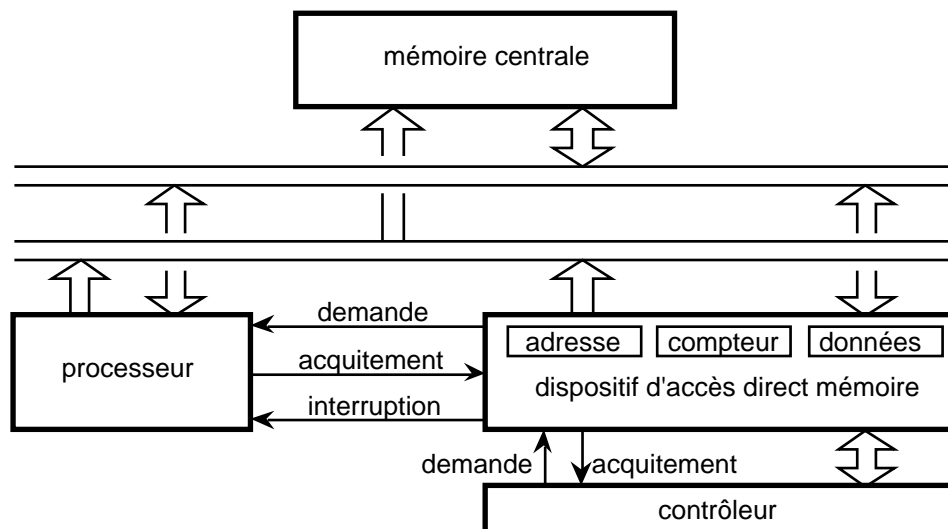 mémoire centrale
demande
adresse compteur données
processeur
acquitement
dispositif d'accès direct mémoire
interruption
demande acquitement
contrôleur